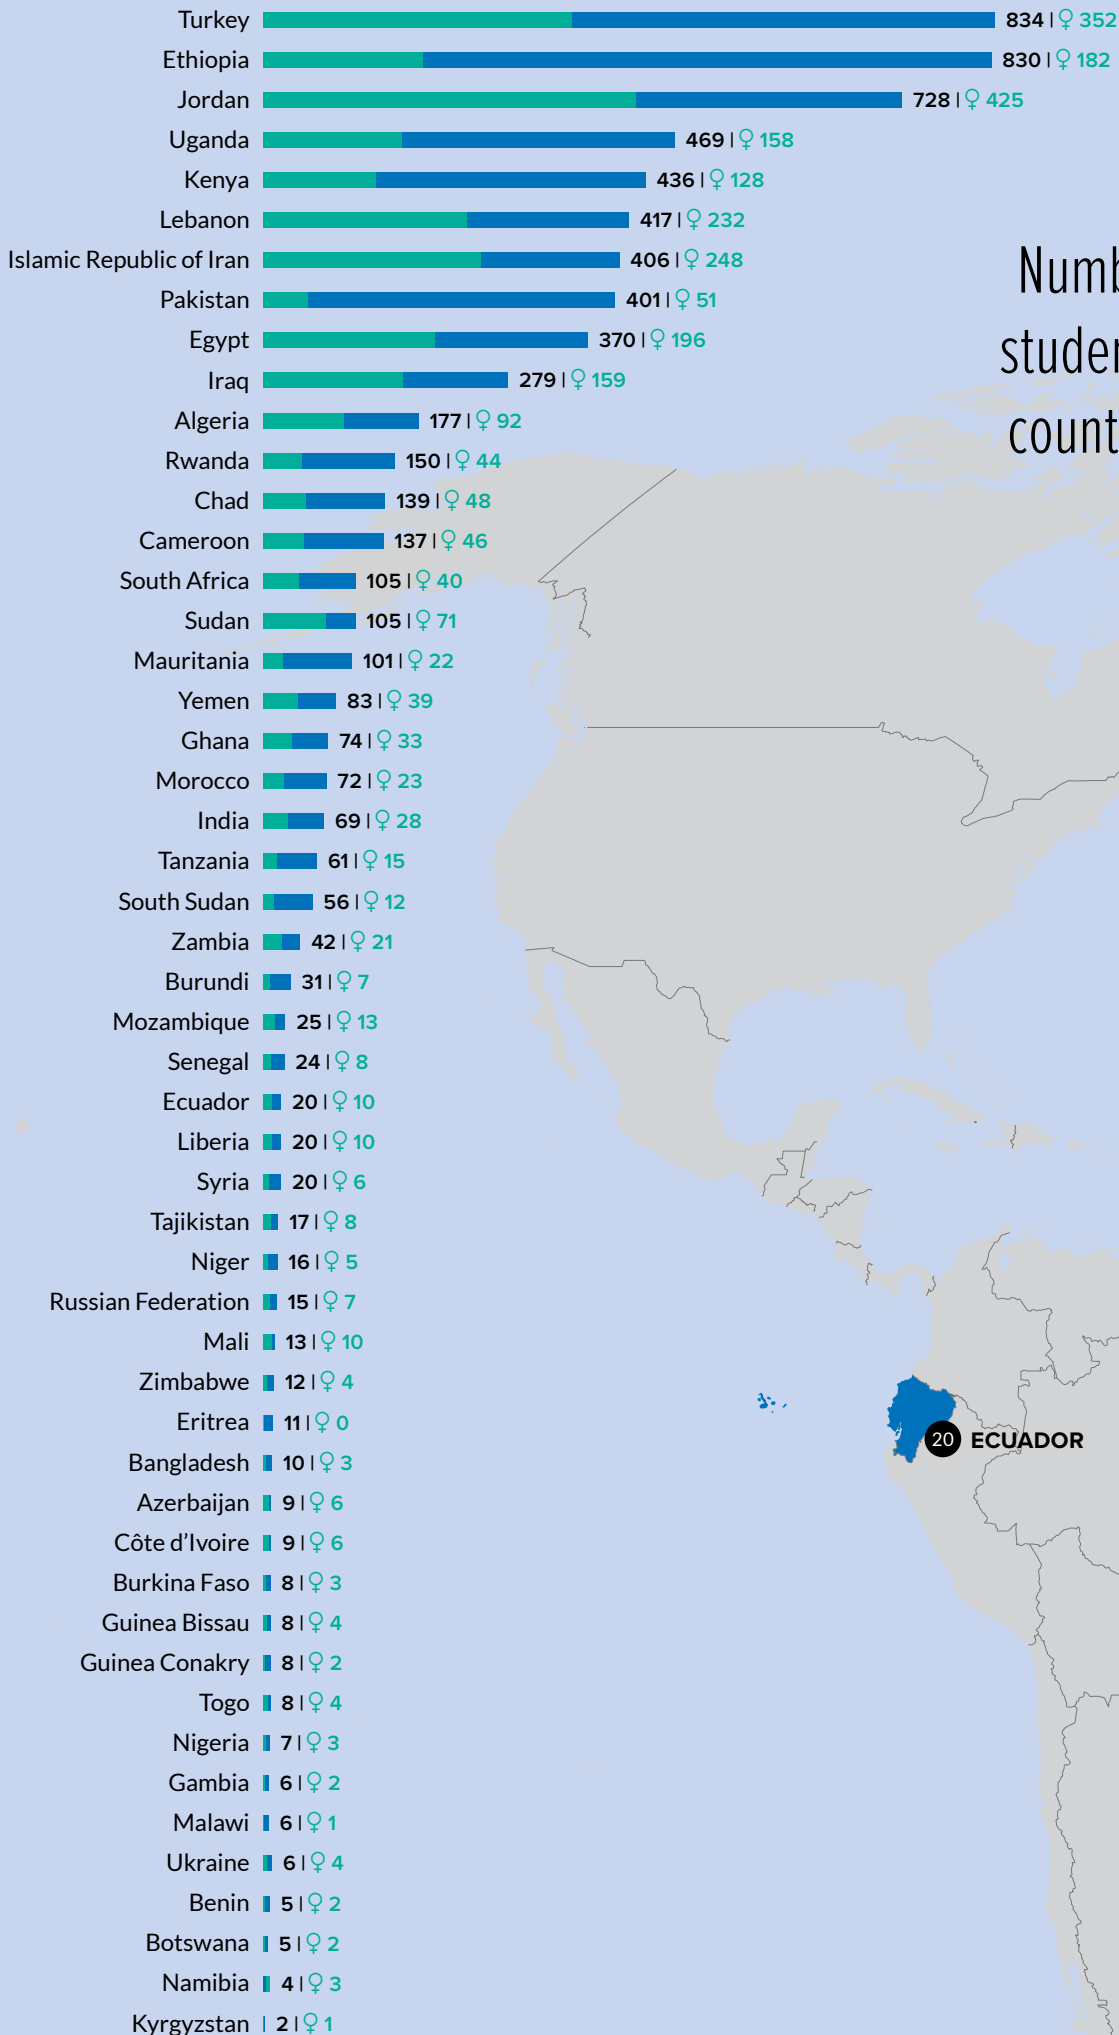 Turkey 834 | ♀ 352
Ethiopia 830 | ♀ 182
Jordan 728 | ♀ 425
Uganda 469 | ♀ 158
Kenya 436 | ♀ 128
Lebanon 417 | ♀ 232
Islamic Republic of Iran 406 | ♀ 248
Pakistan 401 | ♀ 51
Egypt 370 | ♀ 196
Iraq 279 | ♀ 159
Algeria 177 | ♀ 92
Rwanda 150 | ♀ 44
Chad 139 | ♀ 48
Cameroon 137 | ♀ 46
South Africa 105 | ♀ 40
Sudan 105 | ♀ 71
Mauritania 101 | ♀ 22
Yemen 83 | ♀ 39
Ghana 74 | ♀ 33
Morocco 72 | ♀ 23
India 69 | ♀ 28
Tanzania 61 | ♀ 15
South Sudan 56 | ♀ 12
Zambia 42 | ♀ 21
Burundi 31 | ♀ 7
Mozambique 25 | ♀ 13
Senegal 24 | ♀ 8
Ecuador 20 | ♀ 10
Liberia 20 | ♀ 10
Syria 20 | ♀ 6
Tajikistan 17 | ♀ 8
Niger 16 | ♀ 5
Russian Federation 15 | ♀ 7
Mali 13 | ♀ 10
Zimbabwe 12 | ♀ 4
Eritrea 11 | ♀ 0
Bangladesh 10 | ♀ 3
Azerbaijan 9 | ♀ 6
Côte d’Ivoire 9 | ♀ 6
Burkina Faso 8 | ♀ 3
Guinea Bissau 8 | ♀ 4
Guinea Conakry 8 | ♀ 2
Togo 8 | ♀ 4
Nigeria 7 | ♀ 3
Gambia 6 | ♀ 2
Malawi 6 | ♀ 1
Ukraine 6 | ♀ 4
Benin 5 | ♀ 2
Botswana 5 | ♀ 2
Namibia 4 | ♀ 3
Kyrgyzstan 2 | ♀ 1
20 ECUADOR